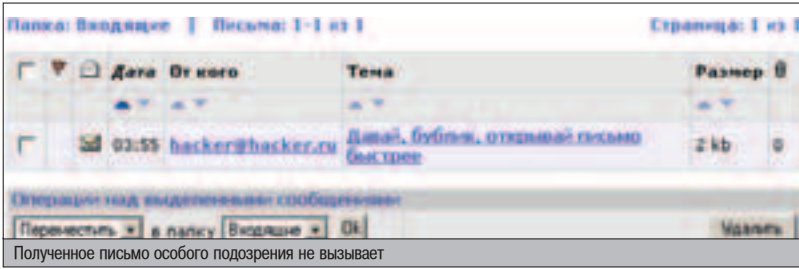 Папка: Входящие | Письма: 1-1 из 1 Страница: 1 из 1
Дата От кого Тема Размер
03:55 hacker@hacker.ru Давай, бублик, открывай письмо 2 kb 0
быстрее
Операции над выделенными сообщениями
Переместить в папку Входящие Ok Удалить
Полученное письмо особого подозрения не вызывает